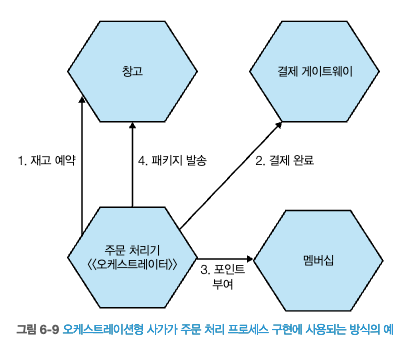 창고
결제 게이트웨이
1. 재고 예약
4. 패키지 발송
2. 결제 완료
주문 처리기
《오케스트레이터》
3. 포인트
부여
멤버십
그림 6-9 오케스트레이션형 사가가 주문 처리 프로세스 구현에 사용되는 방식의 예